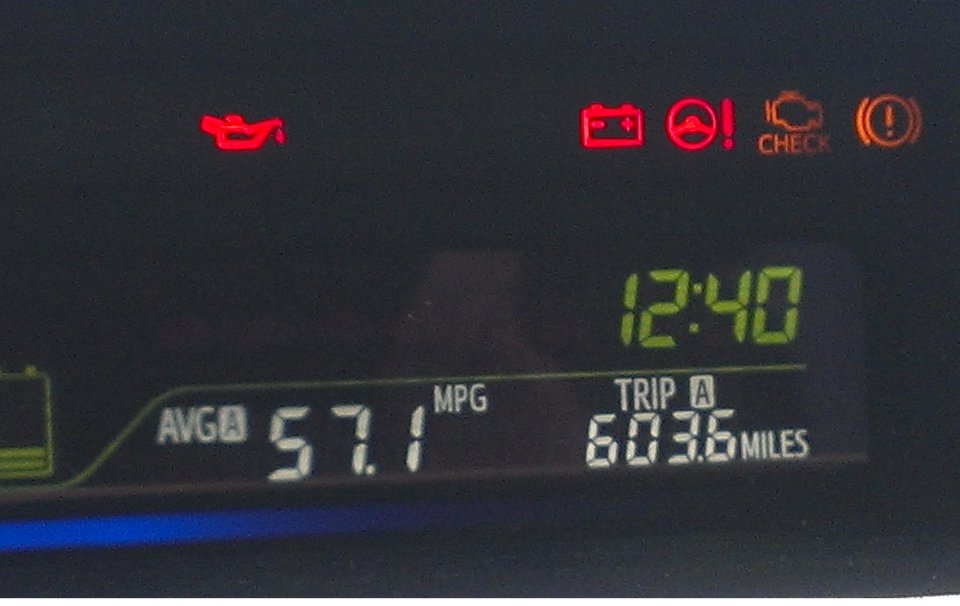 CHECK
12:40
AVG A 57.1 MPG
TRIP A
603.6 MILES